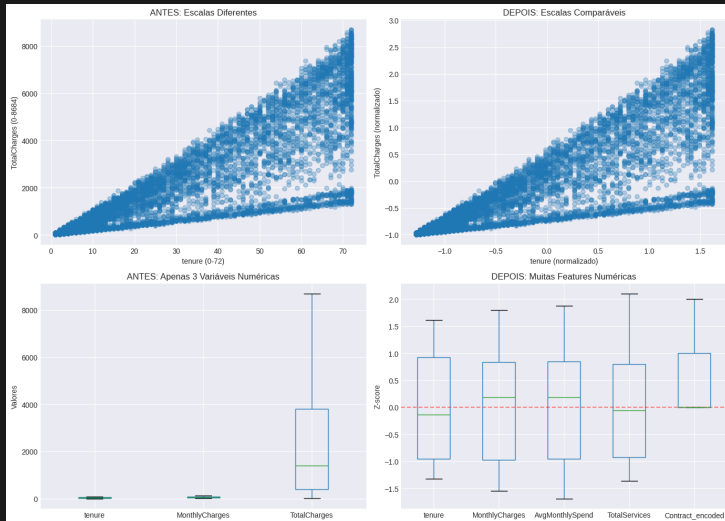 ANTES: Escalas Diferentes
TotalCharges (0-8684)
8000
6000
4000
2000
0
0 10 20 30 40 50 60 70
tenure (0-72)
DEPOIS: Escalas Comparáveis
TotalCharges (normalizado)
3.0
2.5
2.0
1.5
1.0
0.5
0.0
−0.5
−1.0
−1.0 −0.5 0.0 0.5 1.0 1.5
tenure (normalizado)
ANTES: Apenas 3 Variáveis Numéricas
Valores
8000
6000
4000
2000
0
tenure MonthlyCharges TotalCharges
DEPOIS: Muitas Features Numéricas
Z-score
2.0
1.5
1.0
0.5
0.0
−0.5
−1.0
−1.5
tenure MonthlyCharges AvgMonthlySpend TotalServices Contract_encoded